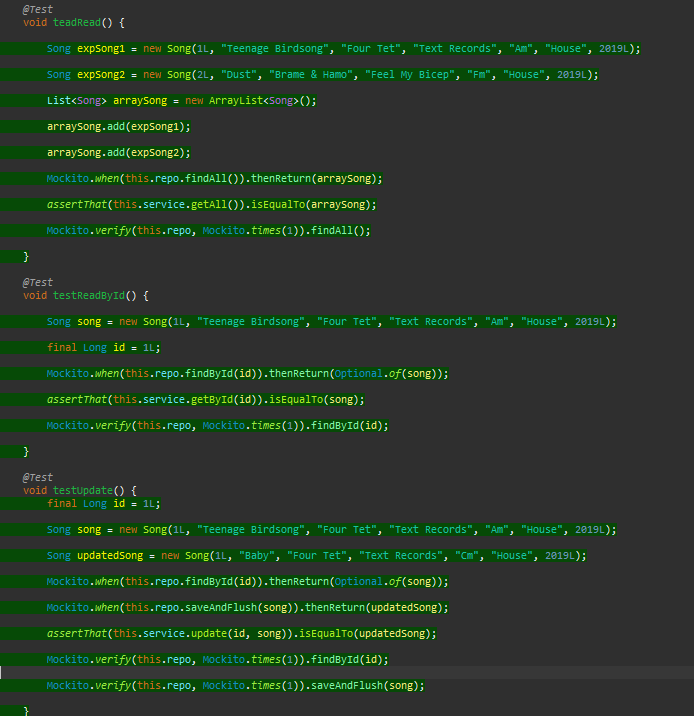 @Test
void teadRead() {
Song expSong1 = new Song(1L, "Teenage Birdsong", "Four Tet", "Text Records", "Am", "House", 2019L);
Song expSong2 = new Song(2L, "Dust", "Brame & Hamo", "Feel My Bicep", "Fm", "House", 2019L);
List<Song> arraySong = new ArrayList<Song>();
arraySong.add(expSong1);
arraySong.add(expSong2);
Mockito.when(this.repo.findAll()).thenReturn(arraySong);
assertThat(this.service.getAll()).isEqualTo(arraySong);
Mockito.verify(this.repo, Mockito.times(1)).findAll();
}
@Test
void testReadById() {
Song song = new Song(1L, "Teenage Birdsong", "Four Tet", "Text Records", "Am", "House", 2019L);
final Long id = 1L;
Mockito.when(this.repo.findById(id)).thenReturn(Optional.of(song));
assertThat(this.service.getById(id)).isEqualTo(song);
Mockito.verify(this.repo, Mockito.times(1)).findById(id);
}
@Test
void testUpdate() {
final Long id = 1L;
Song song = new Song(1L, "Teenage Birdsong", "Four Tet", "Text Records", "Am", "House", 2019L);
Song updatedSong = new Song(1L, "Baby", "Four Tet", "Text Records", "Cm", "House", 2019L);
Mockito.when(this.repo.findById(id)).thenReturn(Optional.of(song));
Mockito.when(this.repo.saveAndFlush(song)).thenReturn(updatedSong);
assertThat(this.service.update(id, song)).isEqualTo(updatedSong);
Mockito.verify(this.repo, Mockito.times(1)).findById(id);
Mockito.verify(this.repo, Mockito.times(1)).saveAndFlush(song);
}